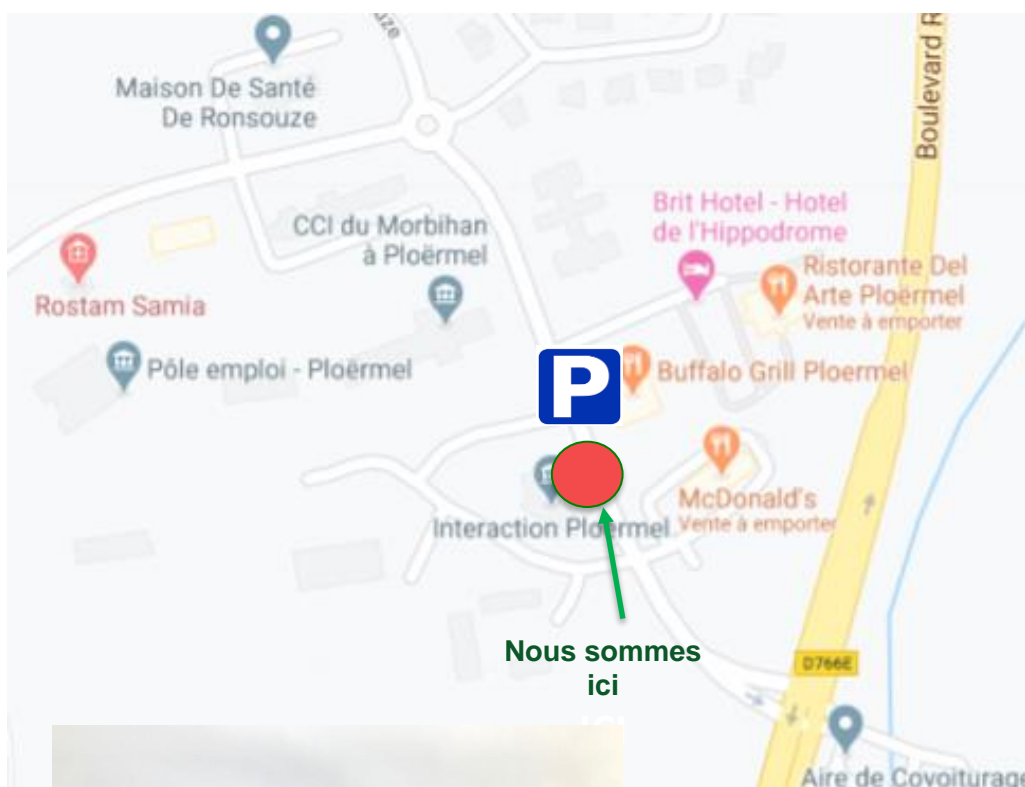 uze
Boulevard R
Maison De Santé
De Ronsouze
Brit Hotel - Hotel
de l'Hippodrome
CCI du Morbihan
à Ploërmel
Ristorante Del
Arte Ploërmel
Vente à emporter
Rostam Samia
Pôle emploi - Ploërmel
P
Buffalo Grill Ploermel
McDonald's
Vente à emporter
Interaction Ploërmel
Nous sommes
ici
D766E
Aire de Covoiturage